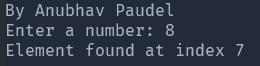 By Anubhav Paudel
Enter a number: 8
Element found at index 7